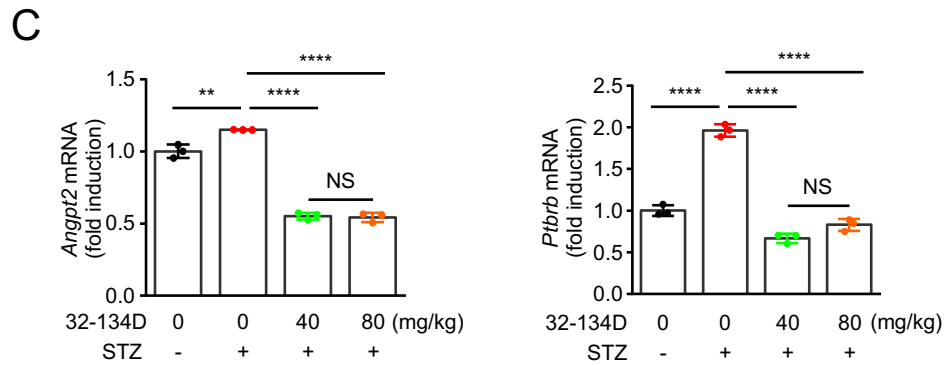 C
****
** ****
1.5
1.0
0.5
0.0
NS
Angpt2 mRNA
(fold induction)
32-134D 0 0 40 80 (mg/kg)
STZ - + + +
****
**** ****
2.5
2.0
1.5
1.0
0.5
0.0
NS
Ptbrb mRNA
(fold induction)
32-134D 0 0 40 80 (mg/kg)
STZ - + + +